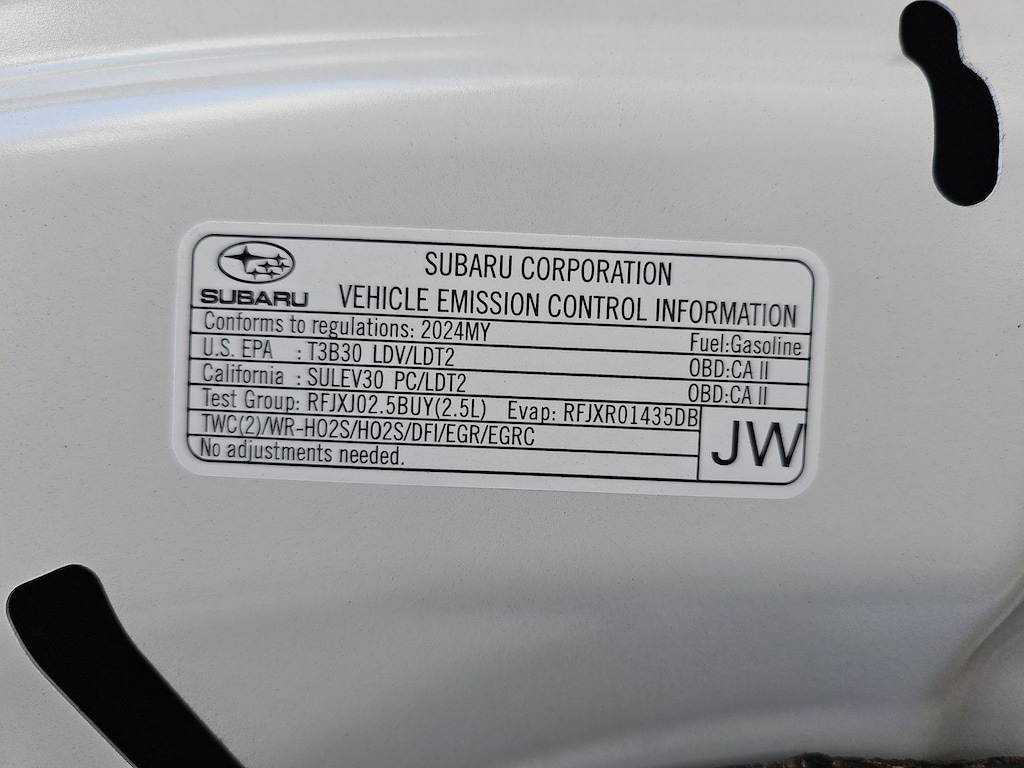 SUBARU
SUBARU CORPORATION
VEHICLE EMISSION CONTROL INFORMATION
Conforms to regulations: 2024MY Fuel:Gasoline
U.S. EPA : T3B30 LDV/LDT2 OBD:CA II
California : SULEV30 PC/LDT2 OBD:CA II
Test Group: RFJXJ02.5BUY(2.5L) Evap: RFJXR01435DB
TWC(2)/WR-HO2S/HO2S/DFI/EGR/EGRC
No adjustments needed.
JW